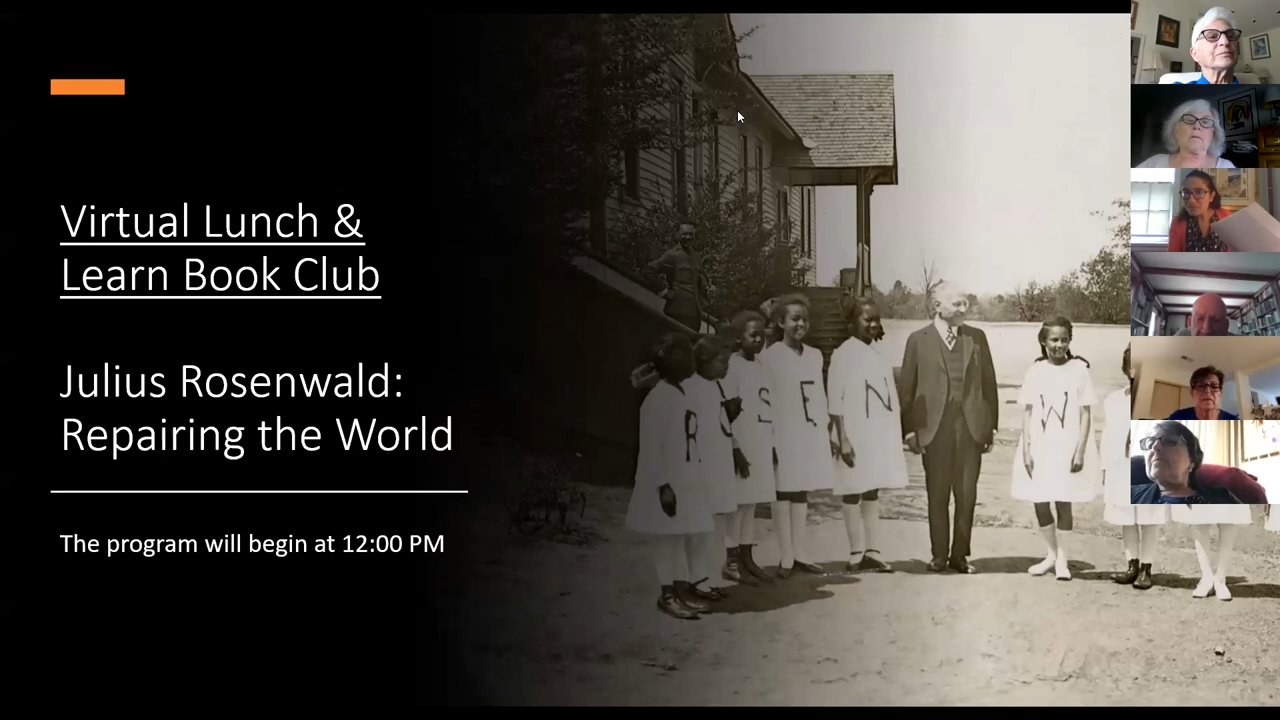 Virtual Lunch &
Learn Book Club
Julius Rosenwald:
Repairing the World
The program will begin at 12:00 PM
R O S E N W